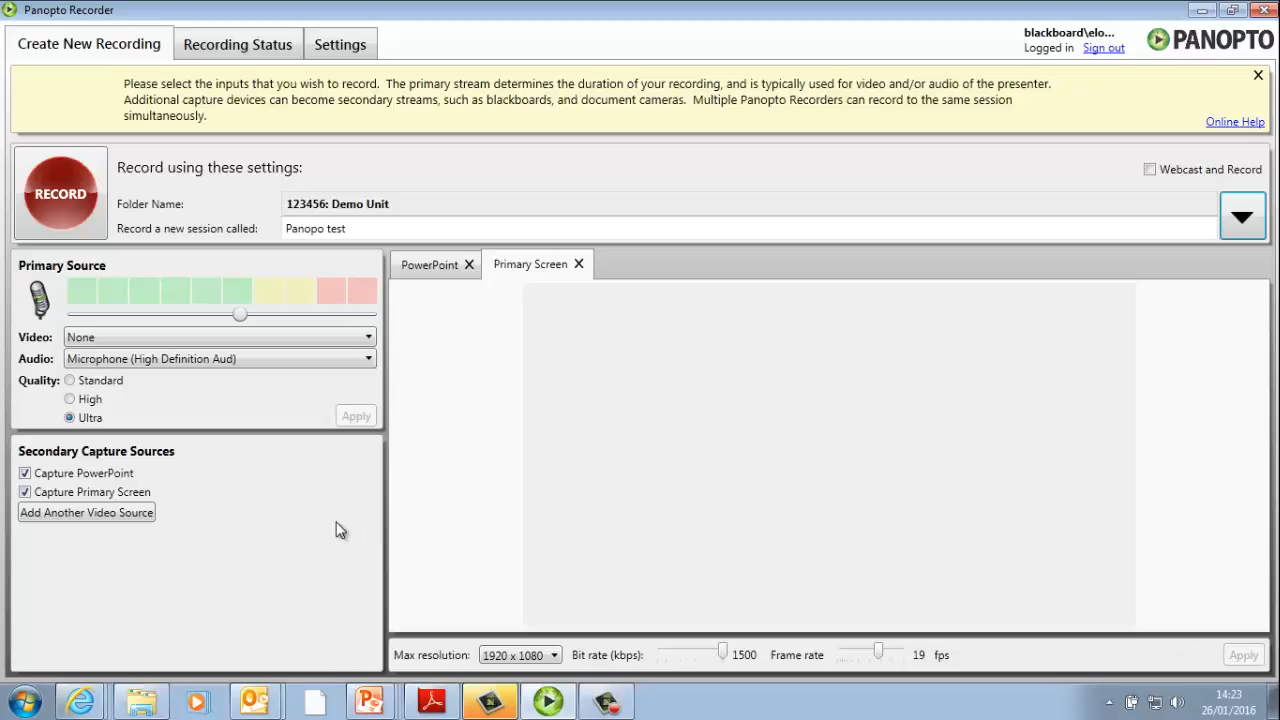 Panopto Recorder
Create New Recording
Recording Status
Settings
blackboard\elo...
Logged in Sign out
PANOPTO
Please select the inputs that you wish to record. The primary stream determines the duration of your recording, and is typically used for video and/or audio of the presenter.
Additional capture devices can become secondary streams, such as blackboards, and document cameras. Multiple Panopto Recorders can record to the same session
simultaneously.
Online Help
RECORD
Record using these settings:
Webcast and Record
Folder Name: 123456: Demo Unit
Record a new session called: Panopo test
Primary Source
Video: None
Audio: Microphone (High Definition Aud)
Quality: Standard
High
Ultra
Apply
Secondary Capture Sources
Capture PowerPoint
Capture Primary Screen
Add Another Video Source
PowerPoint
Primary Screen
Max resolution: 1920 x 1080 Bit rate (kbps): 1500 Frame rate 19 fps Apply
14:23
26/01/2016